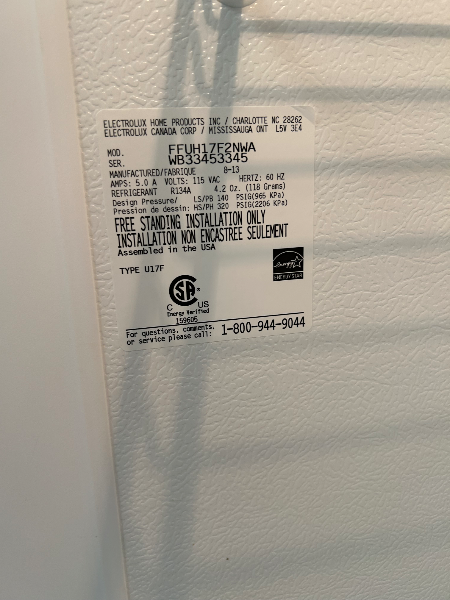 ELECTROLUX HOME PRODUCTS INC / CHARLOTTE NC 28262
ELECTROLUX CANADA CORP / MISSISSAUGA ONT L5V 3E4
MOD. FFUH17F2NWA
SER. WB33453345
MANUFACTURED/FABRIQUE 8-13
AMPS: 5.0 A VOLTS: 115 VAC HERTZ: 60 HZ
REFRIGERANT R134A 4.2 Oz. (118 Grams)
Design Pressure/ LS/PB 140 PSIG(965 KPa)
Pression de dessin: HS/PH 320 PSIG(2206 KPa)
FREE STANDING INSTALLATION ONLY
INSTALLATION NON ENCASTREE SEULEMENT
Assembled in the USA
TYPE U17F
energy
ENERGY STAR
SA
C US
Energy Verified
159605
For questions, comments,
or service please call: 1-800-944-9044